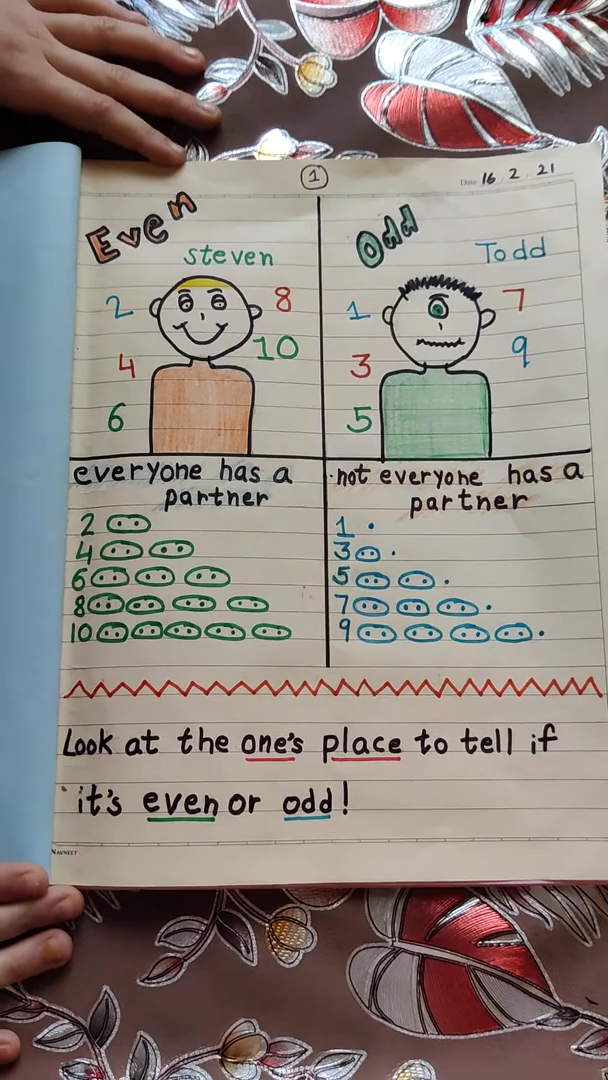 1
Date 16 2 21
Even
steven
2
8
4
10
6
Odd
Todd
1
7
3
9
5
everyone has a
partner
2
4
6
8
10
not everyone has a
partner
1
3
5
7
9
Look at the one's place to tell if
it's even or odd!
NAVNEET